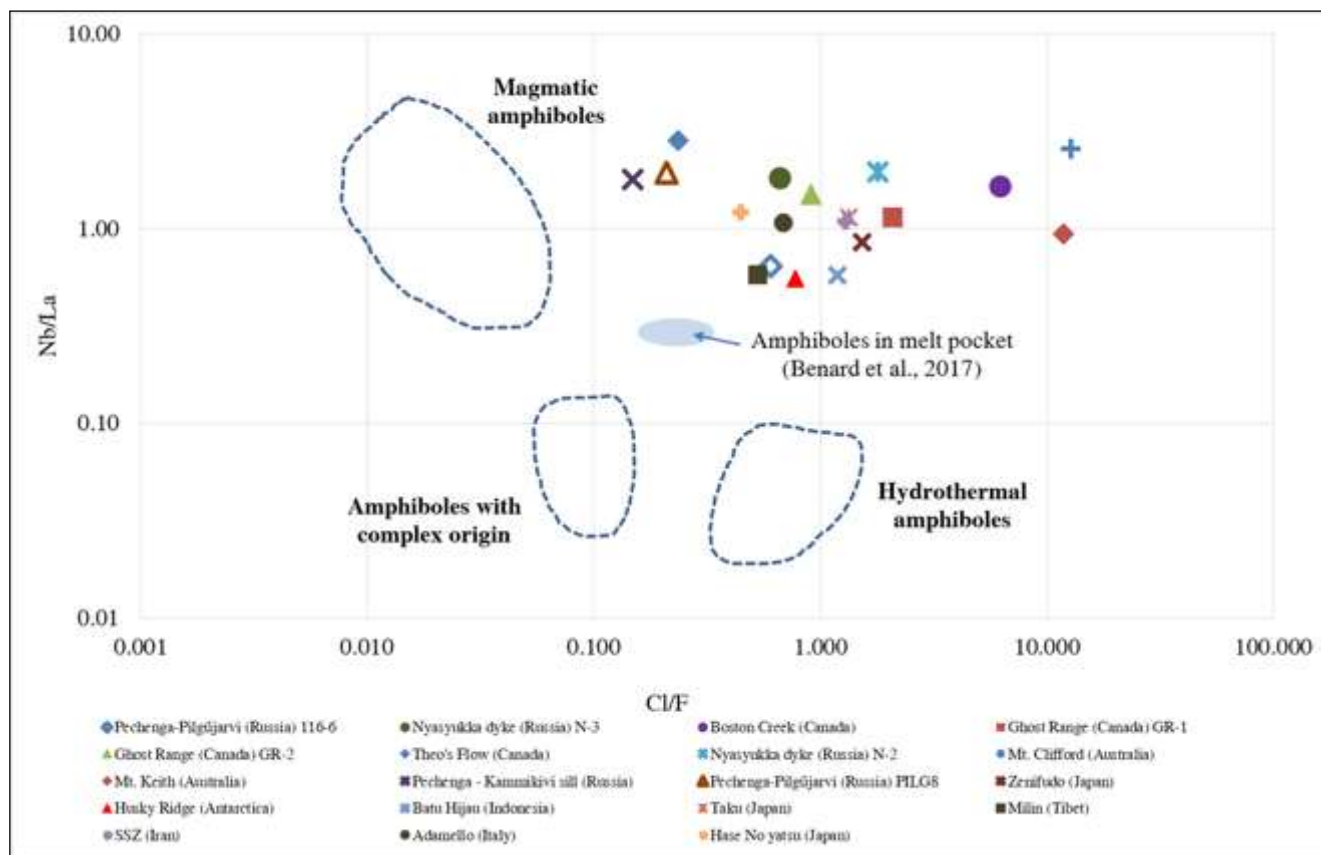 10.00
Magmatic
amphiboles
1.00
Nb/La
Amphiboles in melt pocket
(Benard et al., 2017)
0.10
Amphiboles with
complex origin
Hydrothermal
amphiboles
0.01
0.001 0.010 0.100 1.000 10.000 100.000
Cl/F
Pechenga-Pilgüjarvi (Russia) 116-6 Nyasyukka dyke (Russia) N-3 Boston Creek (Canada) Ghost Range (Canada) GR-1
Ghost Range (Canada) GR-2 Theo's Flow (Canada) Nyasyukka dyke (Russia) N-2 Mt. Clifford (Australia)
Mt. Keith (Australia) Pechenga - Kammikivi sill (Russia) Pechenga-Pilgüjarvi (Russia) PILG8 Zenifudo (Japan)
Husky Ridge (Antarctica) Batu Hijau (Indonesia) Taku (Japan) Milin (Tibet)
SSZ (Iran) Adamello (Italy) Hase No yatsu (Japan)